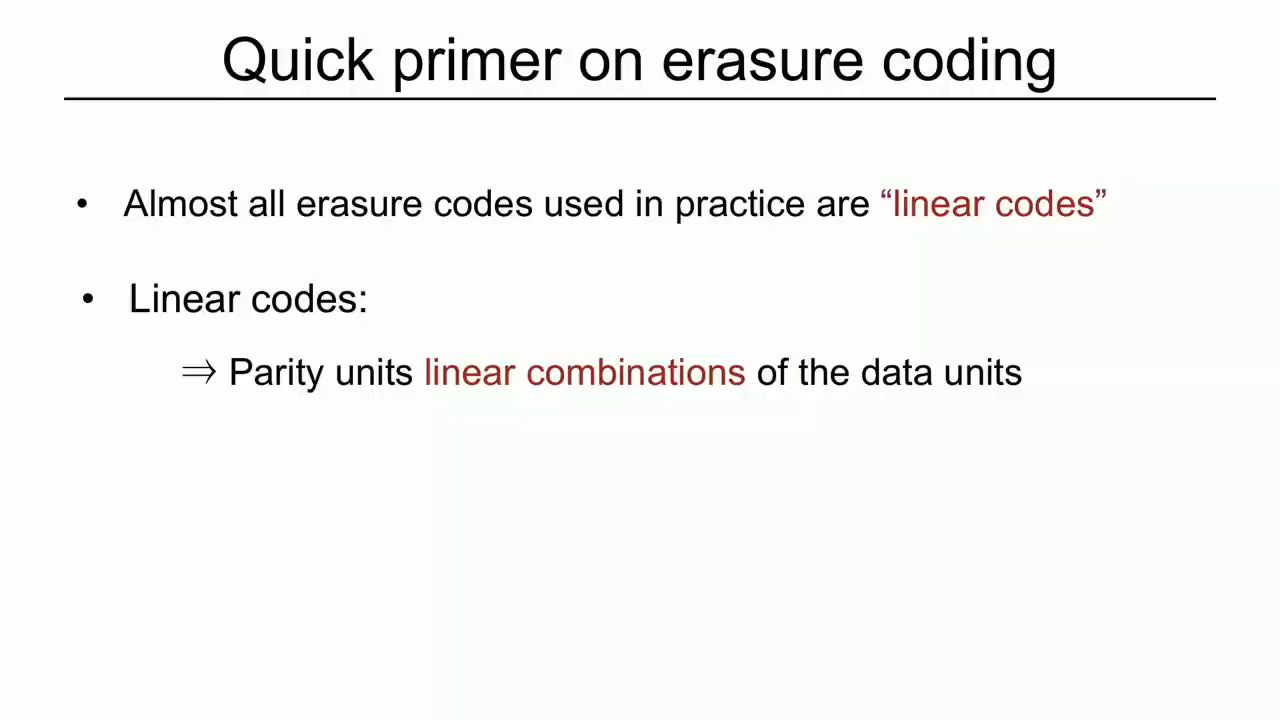 Quick primer on erasure coding
• Almost all erasure codes used in practice are “linear codes”
• Linear codes:
⇒ Parity units linear combinations of the data units